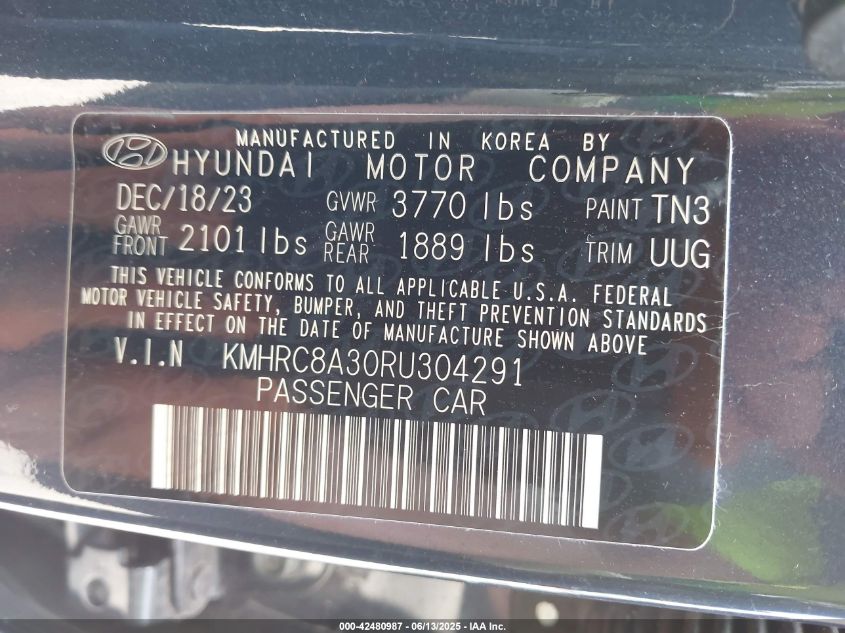 MANUFACTURED IN KOREA BY
HYUNDAI MOTOR COMPANY
DEC/18/23 GVWR 3770 lbs PAINT TN3
GAWR FRONT 2101 lbs GAWR REAR 1889 lbs TRIM UUG
THIS VEHICLE CONFORMS TO ALL APPLICABLE U.S.A. FEDERAL
MOTOR VEHICLE SAFETY, BUMPER, AND THEFT PREVENTION STANDARDS
IN EFFECT ON THE DATE OF MANUFACTURE SHOWN ABOVE
V.I.N KMHRC8A30RU304291
PASSENGER CAR
000-42480987 - 06/13/2025 - IAA Inc.